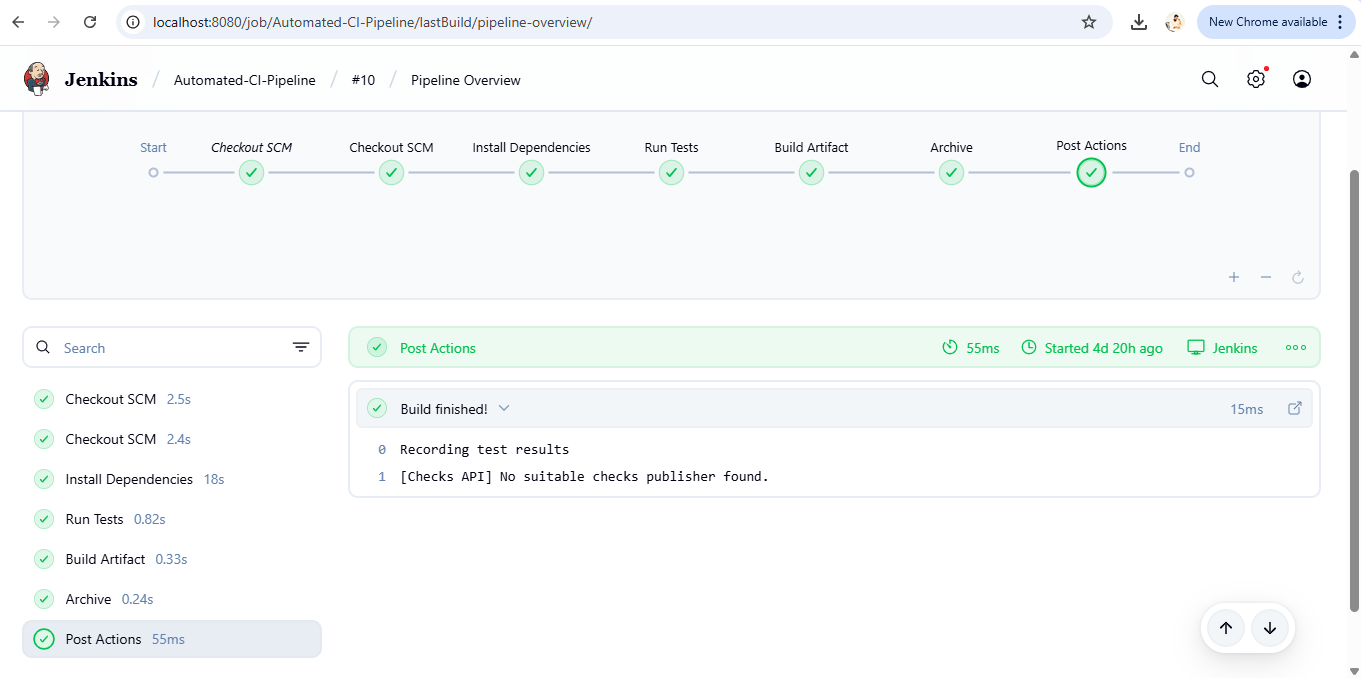 localhost:8080/job/Automated-CI-Pipeline/lastBuild/pipeline-overview/
New Chrome available
Jenkins / Automated-CI-Pipeline / #10 / Pipeline Overview
Start Checkout SCM Checkout SCM Install Dependencies Run Tests Build Artifact Archive Post Actions End
Search
Post Actions 55ms Started 4d 20h ago Jenkins
Checkout SCM 2.5s
Checkout SCM 2.4s
Install Dependencies 18s
Run Tests 0.82s
Build Artifact 0.33s
Archive 0.24s
Post Actions 55ms
Build finished! 15ms
0 Recording test results
1 [Checks API] No suitable checks publisher found.